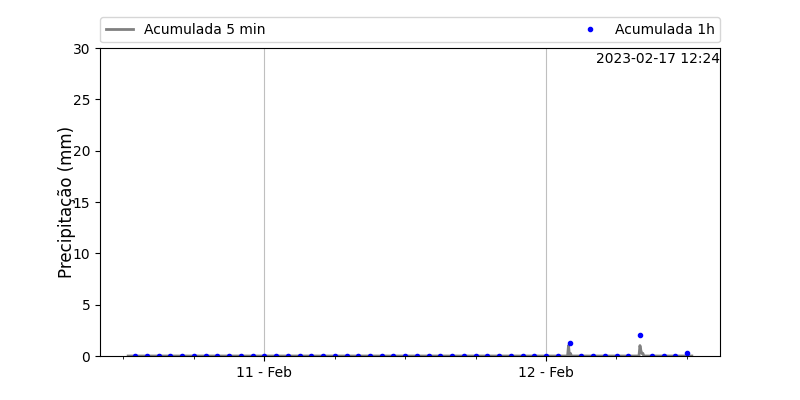 Acumulada 5 min
Acumulada 1h
2023-02-17 12:24
Precipitação (mm)
30
25
20
15
10
5
0
11 - Feb
12 - Feb